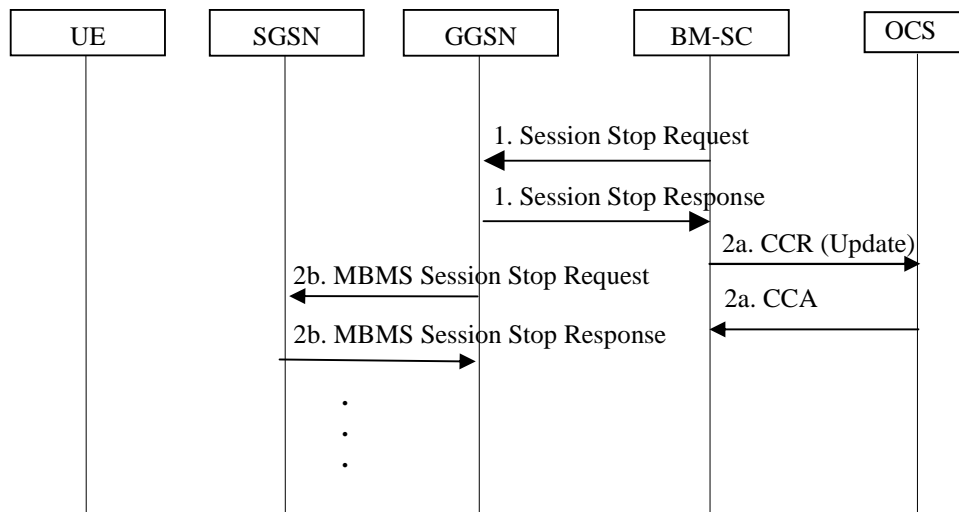 UE
SGSN
GGSN
BM-SC
OCS
1. Session Stop Request
1. Session Stop Response
2a. CCR (Update)
2b. MBMS Session Stop Request
2a. CCA
2b. MBMS Session Stop Response